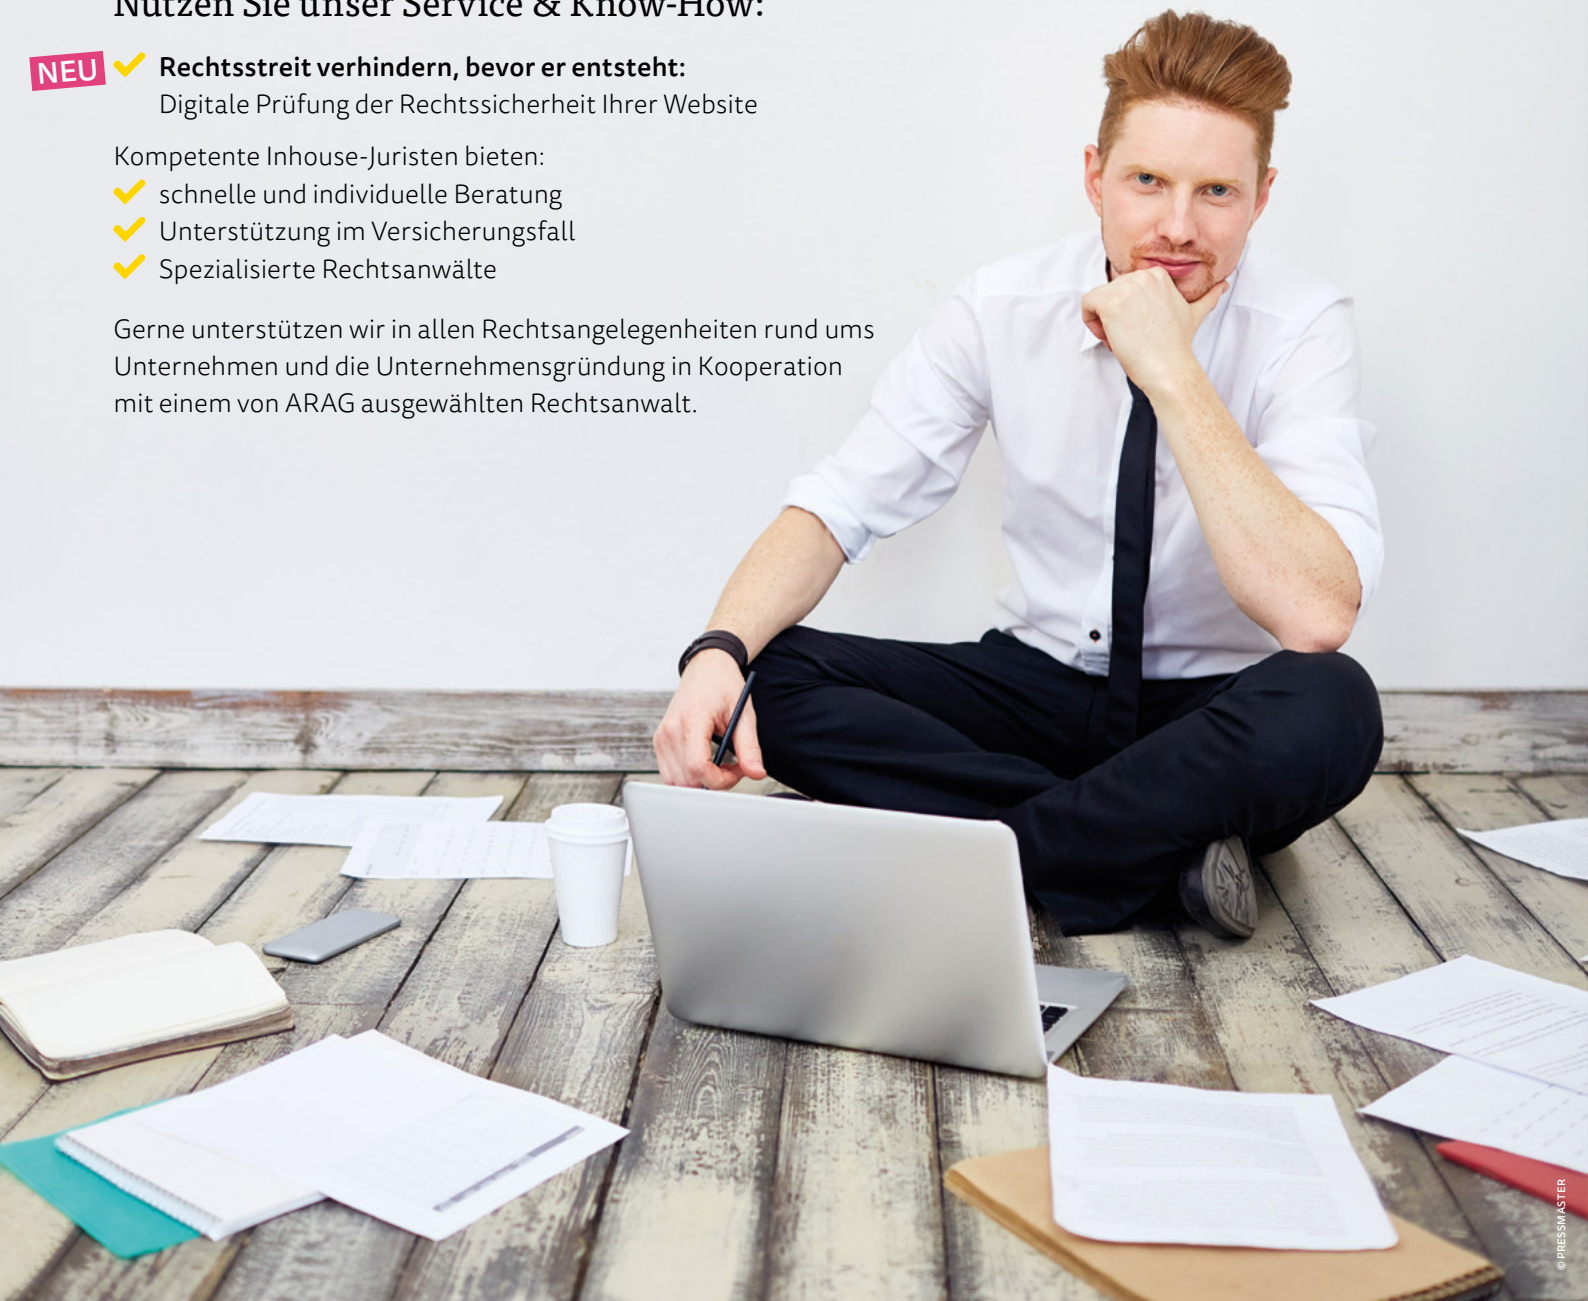 Nutzen Sie unser Service & Know-How:
NEU
Rechtsstreit verhindern, bevor er entsteht:
Digitale Prüfung der Rechtssicherheit Ihrer Website
Kompetente Inhouse-Juristen bieten:
schnelle und individuelle Beratung
Unterstützung im Versicherungsfall
Spezialisierte Rechtsanwälte
Gerne unterstützen wir in allen Rechtsangelegenheiten rund ums
Unternehmen und die Unternehmensgründung in Kooperation
mit einem von ARAG ausgewählten Rechtsanwalt.
© PRESSMASTER